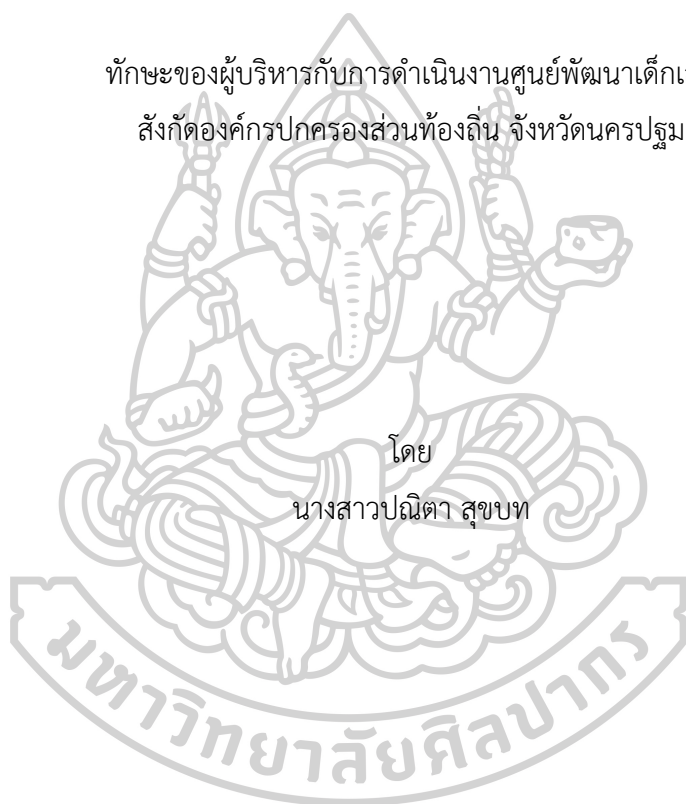 ทักษะของผู้บริหารกับการดำเนินงานศูนย์พัฒนาเด็ก
สังกัดองค์กรปกครองส่วนท้องถิ่น จังหวัดนครปฐม
โดย
นางสาวปณิตา สุขบท
มหาวิทยาลัยศิลปากร